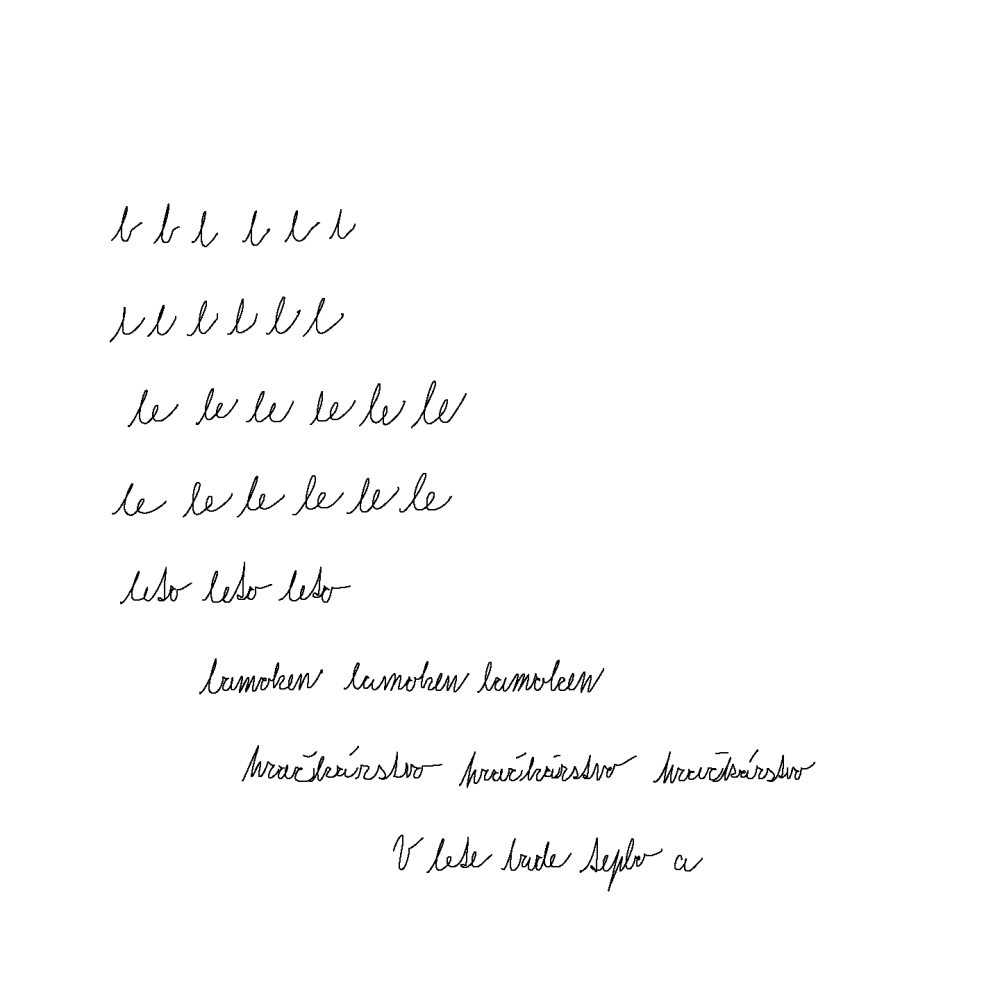 l l l l l l
l l l l l l
le le le le le le
le le le le le le
leto leto leto
lamoken lamoken lamoken
hračkárstvo hračkárstvo hračkárstvo
V lete bude teplo a